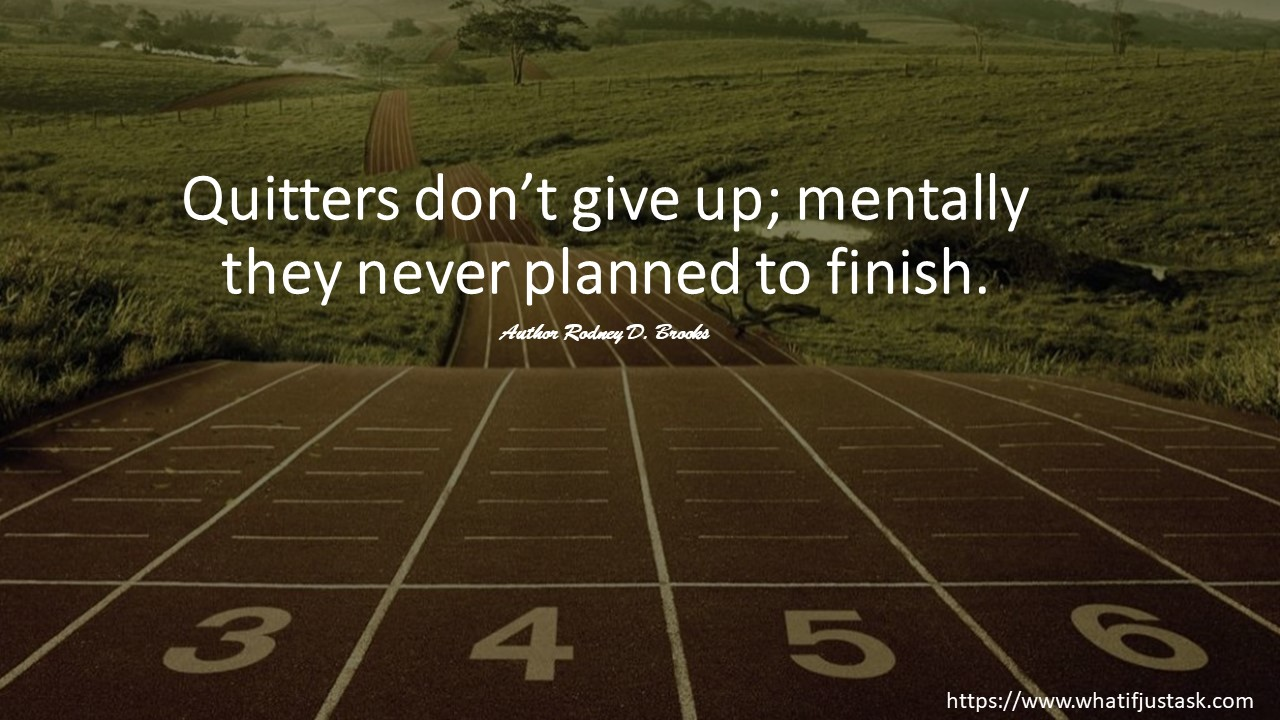 Quitters don’t give up; mentally
they never planned to finish.
Author Rodney D. Brooks
3 4 5 6
https://www.whatifjustask.com